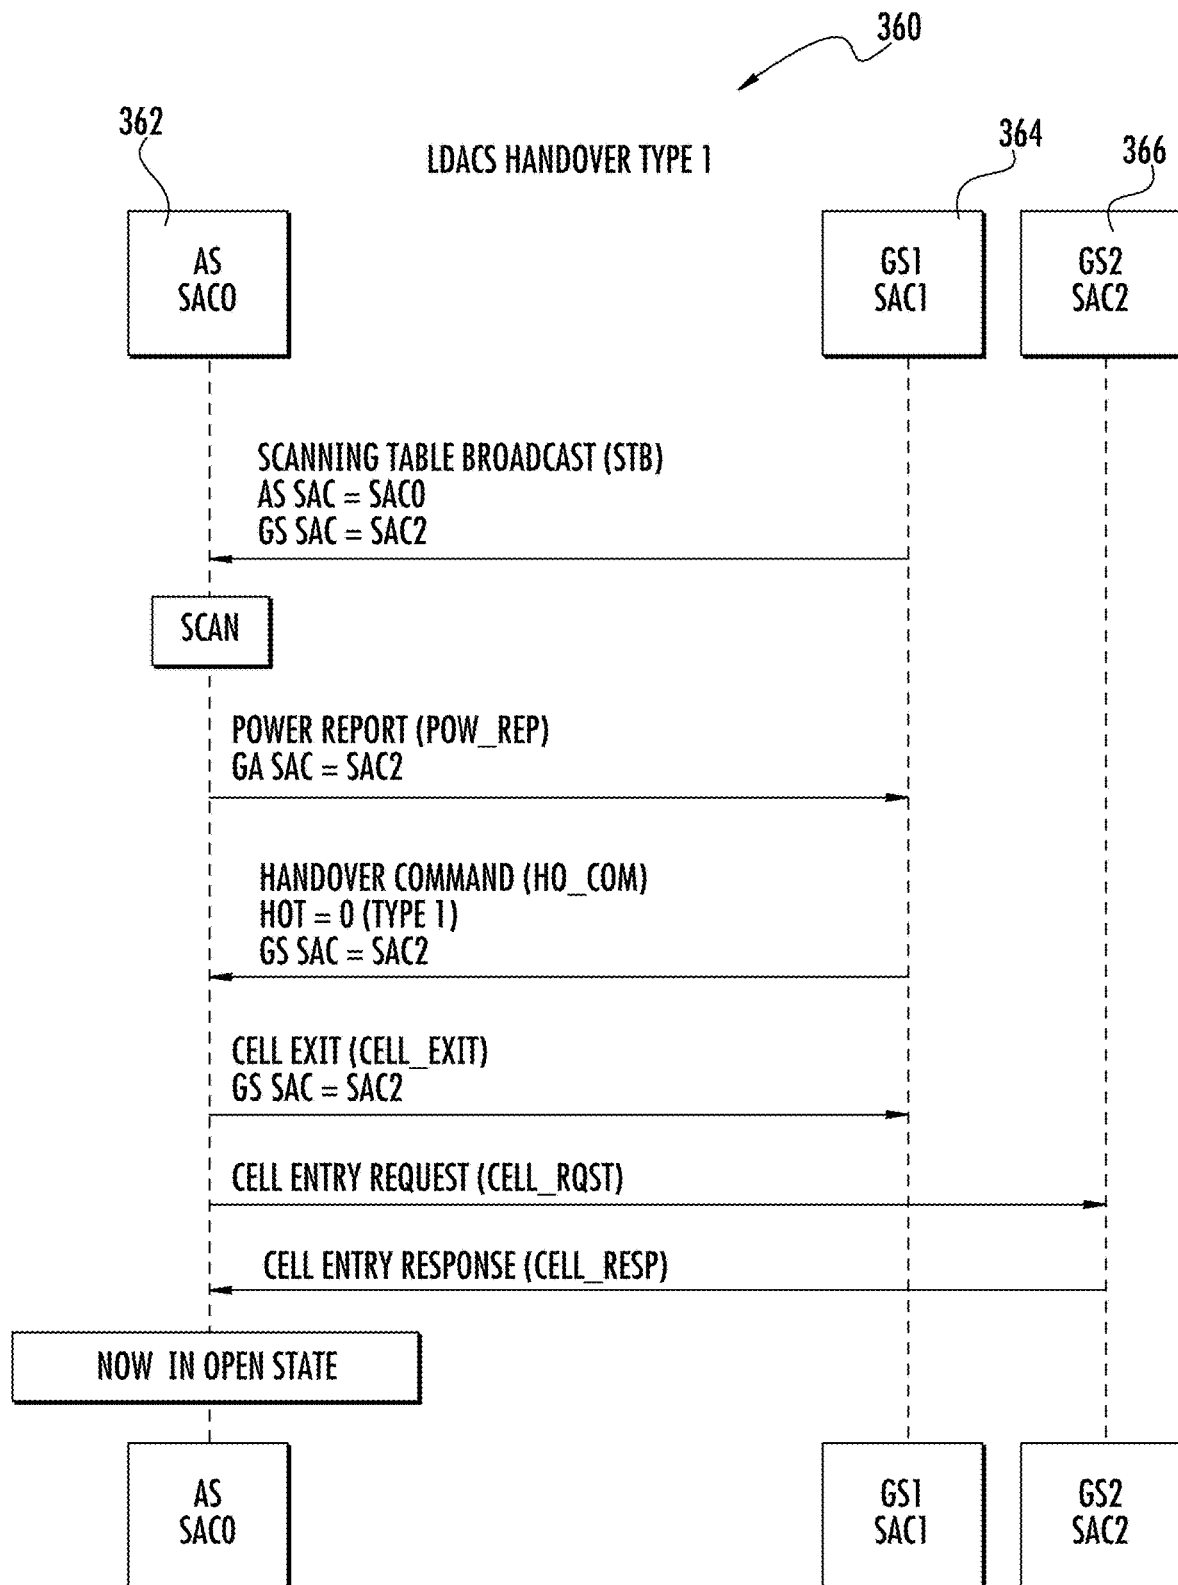 360
362
LDACS HANDOVER TYPE 1
364
366
AS
SAC0
GS1
SAC1
GS2
SAC2
SCANNING TABLE BROADCAST (STB)
AS SAC = SAC0
GS SAC = SAC2
SCAN
POWER REPORT (POW_REP)
GA SAC = SAC2
HANDOVER COMMAND (HO_COM)
HOT = 0 (TYPE 1)
GS SAC = SAC2
CELL EXIT (CELL_EXIT)
GS SAC = SAC2
CELL ENTRY REQUEST (CELL_RQST)
CELL ENTRY RESPONSE (CELL_RESP)
NOW IN OPEN STATE
AS
SAC0
GS1
SAC1
GS2
SAC2